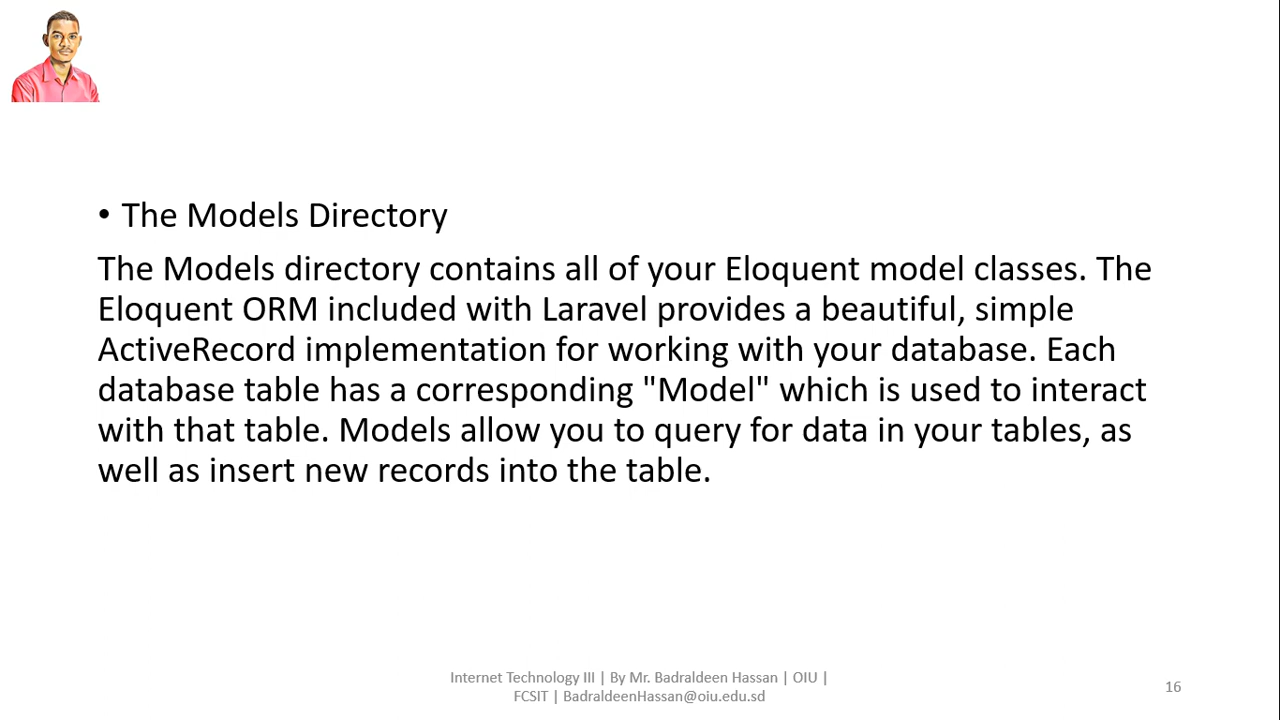 • The Models Directory
The Models directory contains all of your Eloquent model classes. The
Eloquent ORM included with Laravel provides a beautiful, simple
ActiveRecord implementation for working with your database. Each
database table has a corresponding "Model" which is used to interact
with that table. Models allow you to query for data in your tables, as
well as insert new records into the table.
Internet Technology III | By Mr. Badraldeen Hassan | OIU |
FCSIT | BadraldeenHassan@oiu.edu.sd
16